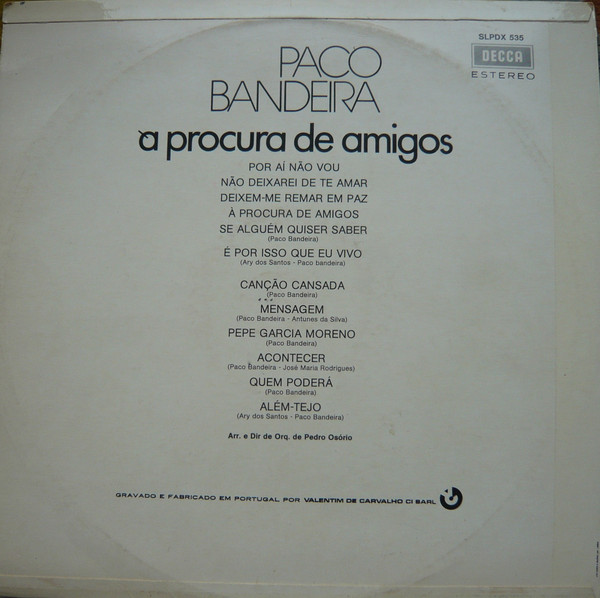 SLPDX 535
DECCA
ESTEREO
PACO
BANDEIRA
à procura de amigos
POR AÍ NÃO VOU
NÃO DEIXAREI DE TE AMAR
DEIXEM-ME REMAR EM PAZ
À PROCURA DE AMIGOS
SE ALGUÉM QUISER SABER
(Paco Bandeira)
É POR ISSO QUE EU VIVO
(Ary dos Santos - Paco bandeira)
CANÇÃO CANSADA
(Paco Bandeira)
MENSAGEM
(Paco Bandeira - Antunes da Silva)
PEPE GARCIA MORENO
(Paco Bandeira)
ACONTECER
(Paco Bandeira - José Maria Rodrigues)
QUEM PODERÁ
(Paco Bandeira)
ALÉM-TEJO
(Ary dos Santos - Paco Bandeira)
Arr. e Dir de Orq. de Pedro Osório
GRAVADO E FABRICADO EM PORTUGAL POR VALENTIM DE CARVALHO CI SARL